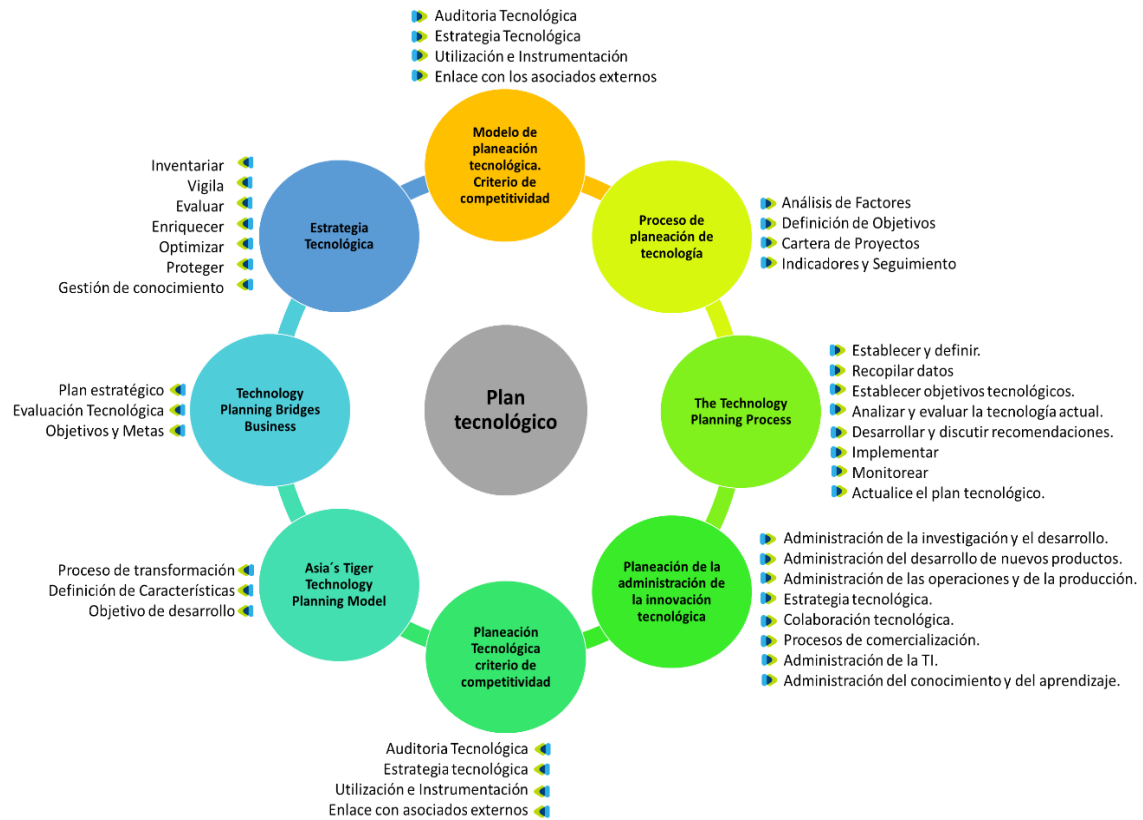 Auditoria Tecnológica
Estrategia Tecnológica
Utilización e Instrumentación
Enlace con los asociados externos
Modelo de
planeación
tecnológica.
Criterio de
competitividad
Proceso de
planeación de
tecnología
Análisis de Factores
Definición de Objetivos
Cartera de Proyectos
Indicadores y Seguimiento
The Technology
Planning Process
Establecer y definir.
Recopilar datos
Establecer objetivos tecnológicos.
Analizar y evaluar la tecnología actual.
Desarrollar y discutir recomendaciones.
Implementar
Monitorear
Actualice el plan tecnológico.
Planeación de la
administración de
la innovación
tecnológica
Administración de la investigación y el desarrollo.
Administración del desarrollo de nuevos productos.
Administración de las operaciones y de la producción.
Estrategia tecnológica.
Colaboración tecnológica.
Procesos de comercialización.
Administración de la TI.
Administración del conocimiento y del aprendizaje.
Planeación
Tecnológica
criterio de
competitividad
Auditoria Tecnológica
Estrategia tecnológica
Utilización e Instrumentación
Enlace con asociados externos
Asia´s Tiger
Technology
Planning Model
Proceso de transformación
Definición de Características
Objetivo de desarrollo
Technology
Planning Bridges
Business
Plan estratégico
Evaluación Tecnológica
Objetivos y Metas
Estrategia
Tecnológica
Inventariar
Vigila
Evaluar
Enriquecer
Optimizar
Proteger
Gestión de conocimiento
Plan
tecnológico